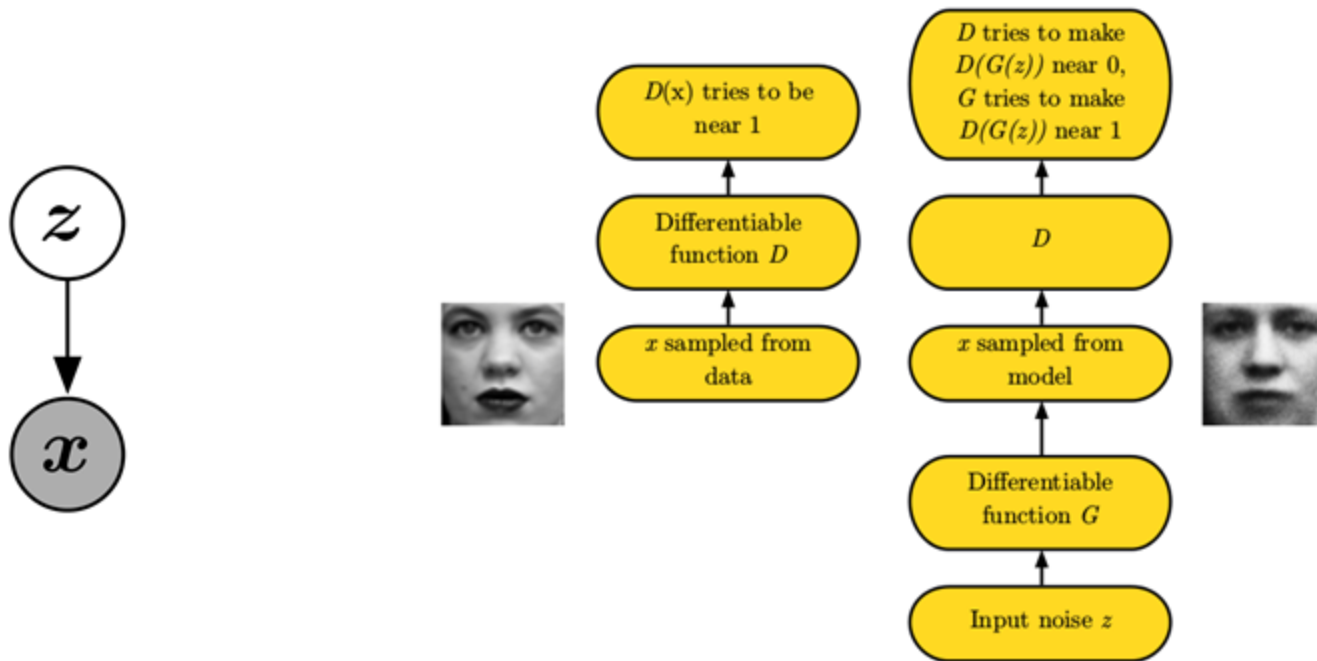 z
x
D(x) tries to be
near 1
Differentiable
function D
x sampled from
data
D tries to make
D(G(z)) near 0,
G tries to make
D(G(z)) near 1
D
x sampled from
model
Differentiable
function G
Input noise z